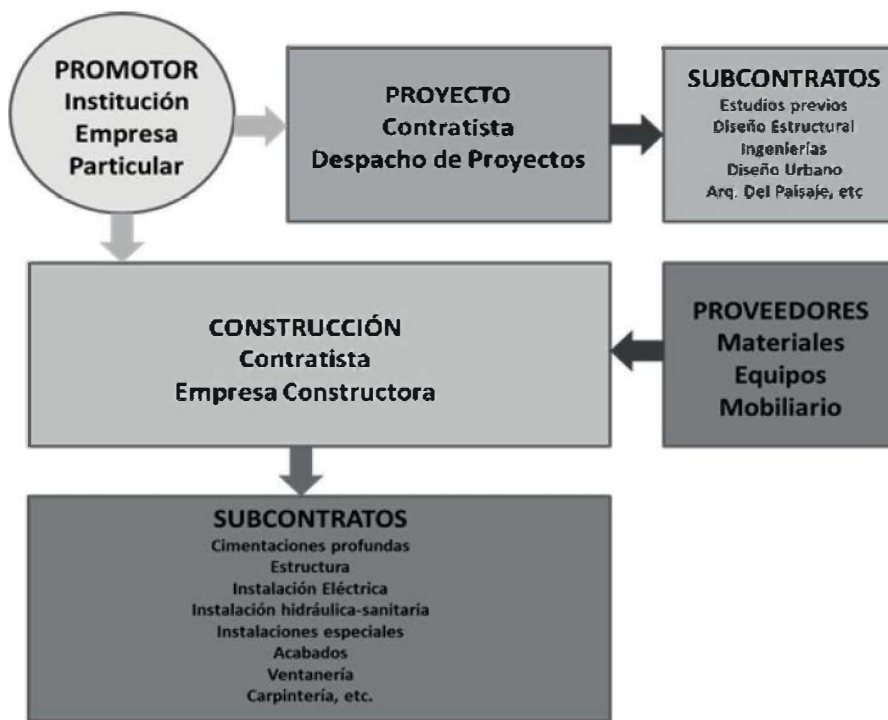 PROMOTOR
Institución
Empresa
Particular
PROYECTO
Contratista
Despacho de Proyectos
SUBCONTRATOS
Estudios previos
Diseño Estructural
Ingenierías
Diseño Urbano
Arq. Del Paisaje, etc
CONSTRUCCIÓN
Contratista
Empresa Constructora
PROVEEDORES
Materiales
Equipos
Mobiliario
SUBCONTRATOS
Cimentaciones profundas
Estructura
Instalación Eléctrica
Instalación hidráulica-sanitaria
Instalaciones especiales
Acabados
Ventanería
Carpintería, etc.